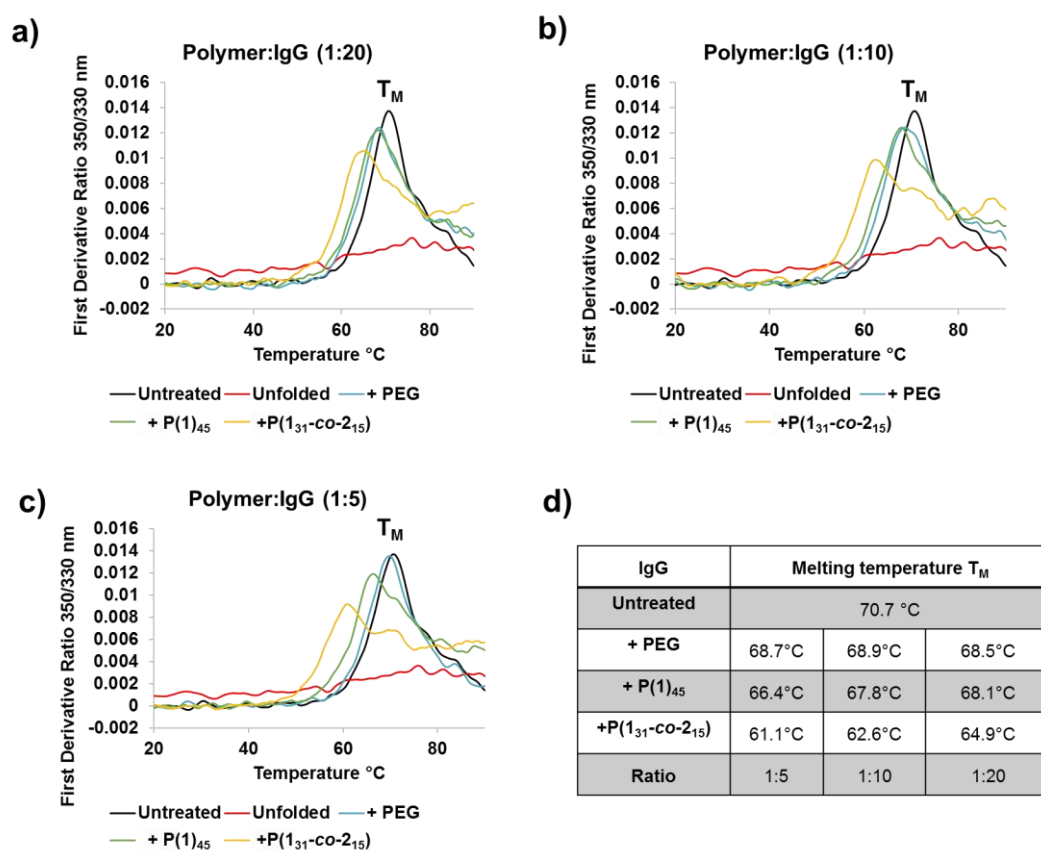 a)
Polymer:IgG (1:20)
First Derivative Ratio 350/330 nm
0.016
0.014
0.012
0.01
0.008
0.006
0.004
0.002
0
-0.002
T_M
20 40 60 80
Temperature °C
Untreated Unfolded + PEG
+ P(1)₄₅ +P(1₃₁-co-2₁₅)
b)
Polymer:IgG (1:10)
First Derivative Ratio 350/330 nm
0.016
0.014
0.012
0.01
0.008
0.006
0.004
0.002
0
-0.002
T_M
20 40 60 80
Temperature °C
Untreated Unfolded + PEG
+ P(1)₄₅ +P(1₃₁-co-2₁₅)
c)
Polymer:IgG (1:5)
First Derivative Ratio 350/330 nm
0.016
0.014
0.012
0.01
0.008
0.006
0.004
0.002
0
-0.002
T_M
20 40 60 80
Temperature °C
Untreated Unfolded + PEG
+ P(1)₄₅ +P(1₃₁-co-2₁₅)
d)
IgG Melting temperature T_M
Untreated 70.7 °C
+ PEG 68.7°C 68.9°C 68.5°C
+ P(1)₄₅ 66.4°C 67.8°C 68.1°C
+P(1₃₁-co-2₁₅) 61.1°C 62.6°C 64.9°C
Ratio 1:5 1:10 1:20